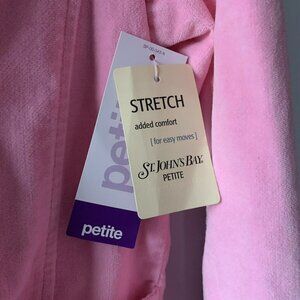 STRETCH
added comfort
[for easy moves]
ST. JOHN'S BAY
PETITE
petite
petite